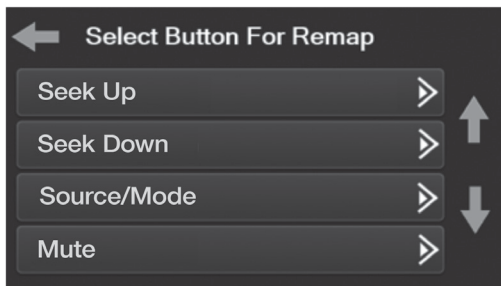 Select Button For Remap
Seek Up
Seek Down
Source/Mode
Mute